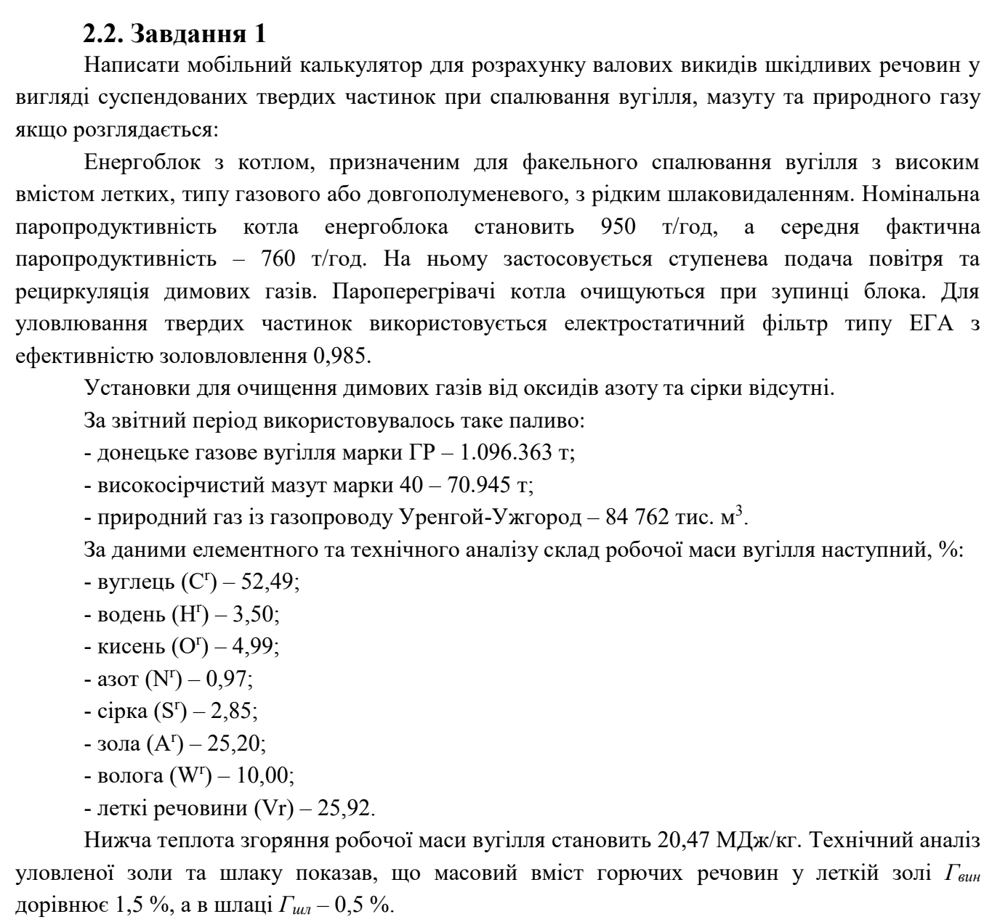 2.2. Завдання 1
Написати мобільний калькулятор для розрахунку валових викидів шкідливих речовин у
вигляді суспендованих твердих частинок при спалювання вугілля, мазуту та природного газу
якщо розглядається:
Енергоблок з котлом, призначеним для факельного спалювання вугілля з високим
вмістом летких, типу газового або довгополуменевого, з рідким шлаковидаленням. Номінальна
паропродуктивність котла енергоблока становить 950 т/год, а середня фактична
паропродуктивність – 760 т/год. На ньому застосовується ступенева подача повітря та
рециркуляція димових газів. Пароперегрівачі котла очищуються при зупинці блока. Для
уловлювання твердих частинок використовується електростатичний фільтр типу ЕГА з
ефективністю золовловлення 0,985.
Установки для очищення димових газів від оксидів азоту та сірки відсутні.
За звітний період використовувалось таке паливо:
- донецьке газове вугілля марки ГР – 1.096.363 т;
- високосірчистий мазут марки 40 – 70.945 т;
- природний газ із газопроводу Уренгой-Ужгород – 84 762 тис. м³.
За даними елементного та технічного аналізу склад робочої маси вугілля наступний, %:
- вуглець (Cʳ) – 52,49;
- водень (Hʳ) – 3,50;
- кисень (Oʳ) – 4,99;
- азот (Nʳ) – 0,97;
- сірка (Sʳ) – 2,85;
- зола (Aʳ) – 25,20;
- волога (Wʳ) – 10,00;
- леткі речовини (Vr) – 25,92.
Нижча теплота згоряння робочої маси вугілля становить 20,47 МДж/кг. Технічний аналіз
уловленої золи та шлаку показав, що масовий вміст горючих речовин у леткій золі Гвин
дорівнює 1,5 %, а в шлаці Гшл – 0,5 %.